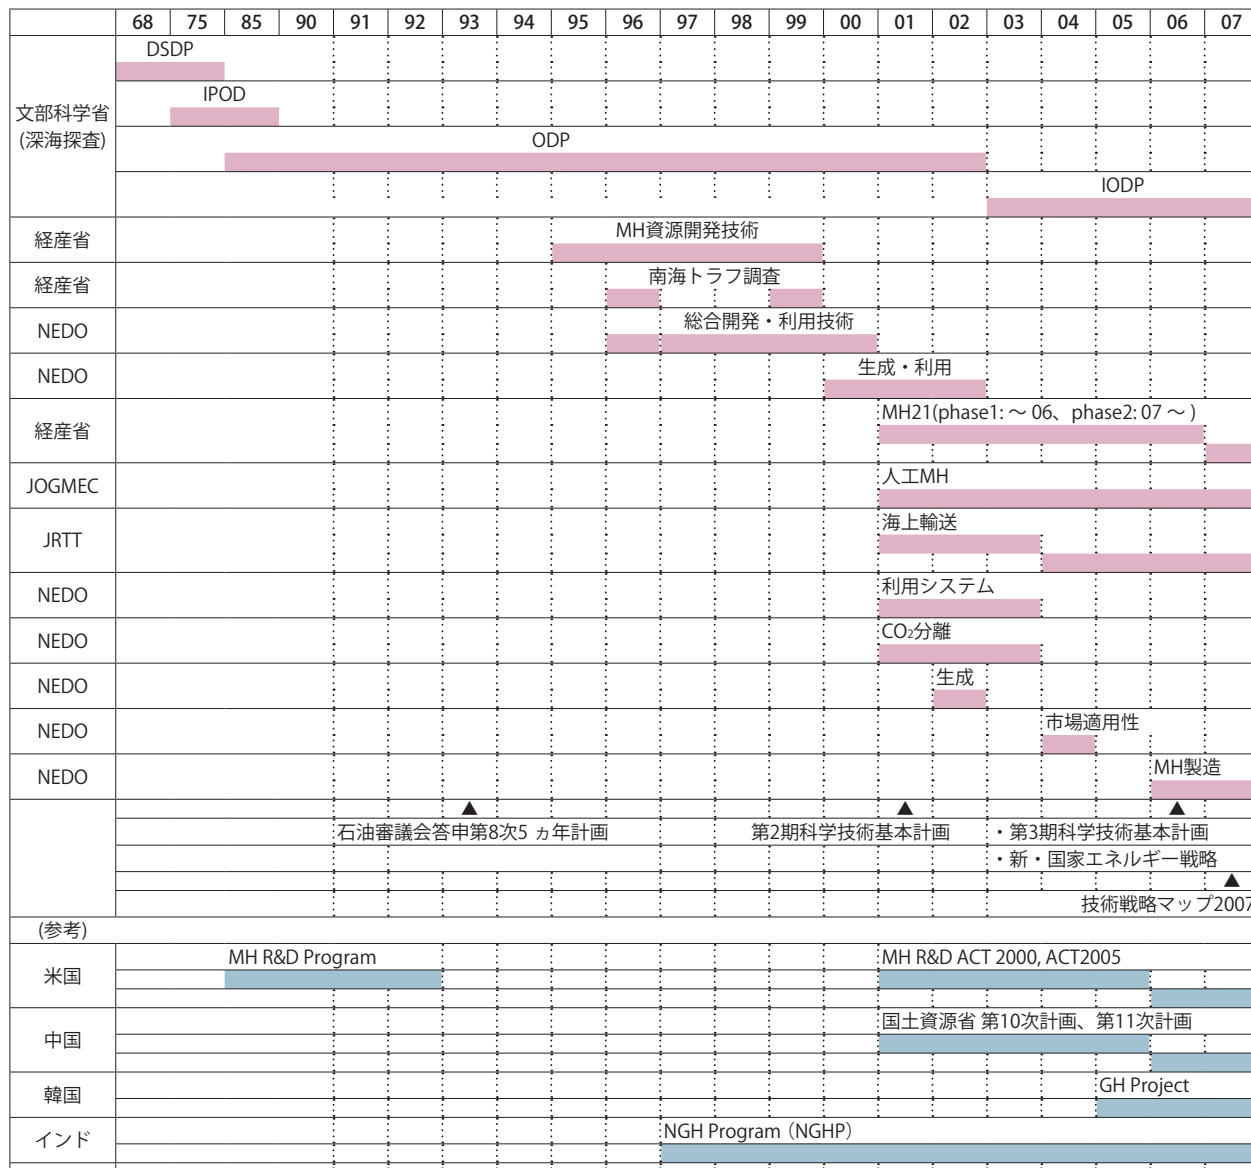 68 75 85 90 91 92 93 94 95 96 97 98 99 00 01 02 03 04 05 06 07
DSDP
IPOD
文部科学省
(深海探査)
ODP
IODP
経産省 MH資源開発技術
経産省 南海トラフ調査
NEDO 総合開発・利用技術
NEDO 生成・利用
経産省 MH21(phase1: ～ 06、phase2: 07 ～ )
JOGMEC 人工MH
JRTT 海上輸送
NEDO 利用システム
NEDO CO₂分離
NEDO 生成
NEDO 市場適用性
NEDO MH製造
▲ ▲ ▲
石油審議会答申第8次5 ヵ年計画 第2期科学技術基本計画 ・第3期科学技術基本計画
・新・国家エネルギー戦略
▲
技術戦略マップ2007
(参考)
米国 MH R&D Program MH R&D ACT 2000, ACT2005
中国 国土資源省 第10次計画、第11次計画
韓国 GH Project
インド NGH Program (NGHP)